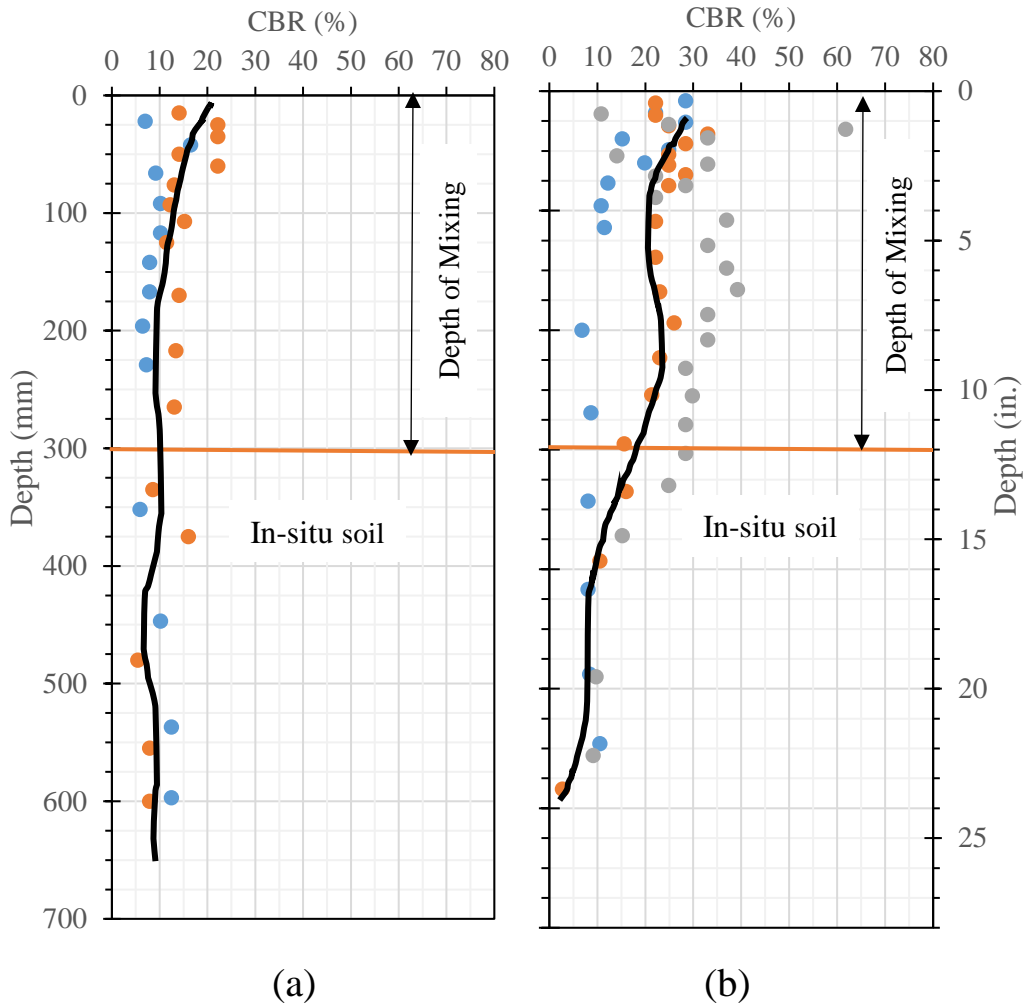 CBR (%)
0 10 20 30 40 50 60 70 80
0
100
200
300
400
500
600
700
Depth (mm)
Depth of Mixing
In-situ soil
(a)
CBR (%)
0 10 20 30 40 50 60 70 80
0
5
10
15
20
25
Depth (in.)
Depth of Mixing
In-situ soil
(b)